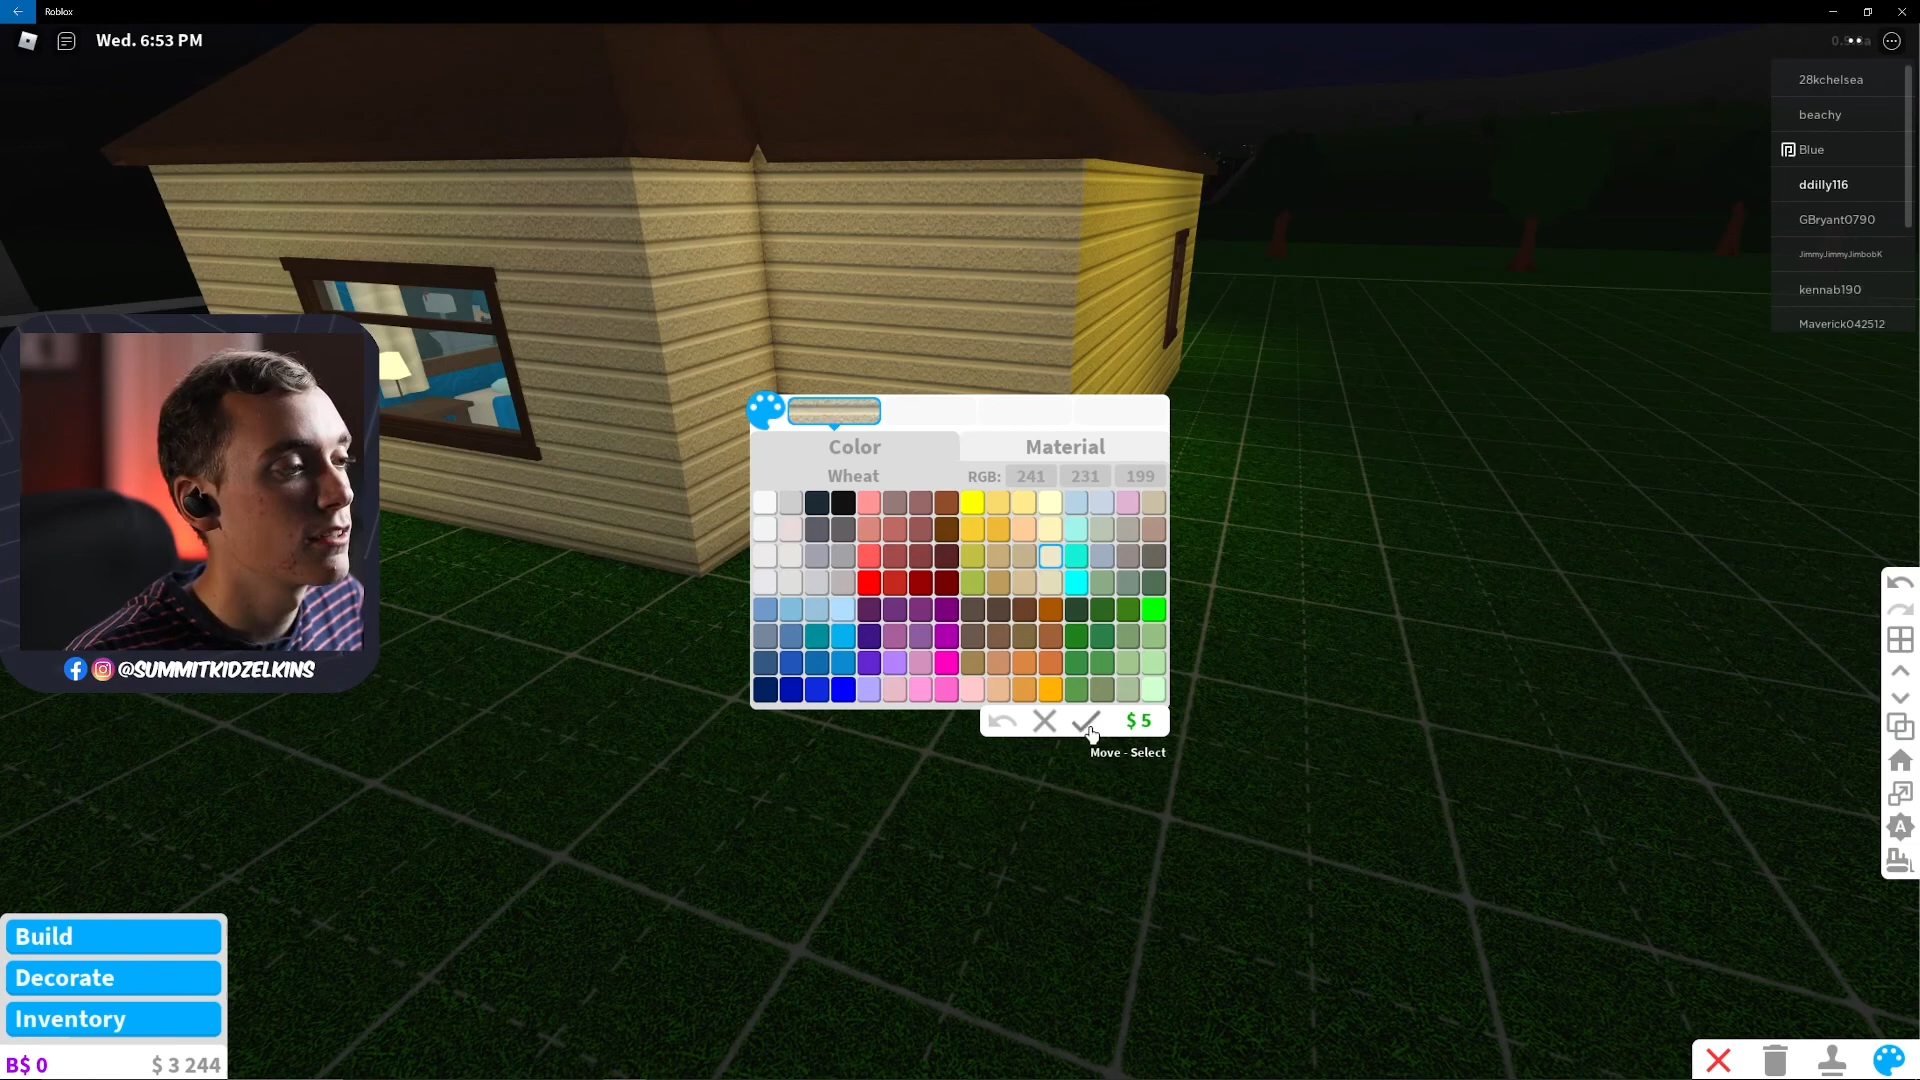 Roblox
Wed. 6:53 PM
28kchelsea
beachy
Blue
ddilly116
GBryant0790
JimmyJimmyJimbobK
kennab190
Maverick042512
Color
Material
Wheat
RGB: 241 231 199
$ 5
Move - Select
@SUMMITKIDZELKINS
Build
Decorate
Inventory
B$ 0
$ 3 244
A